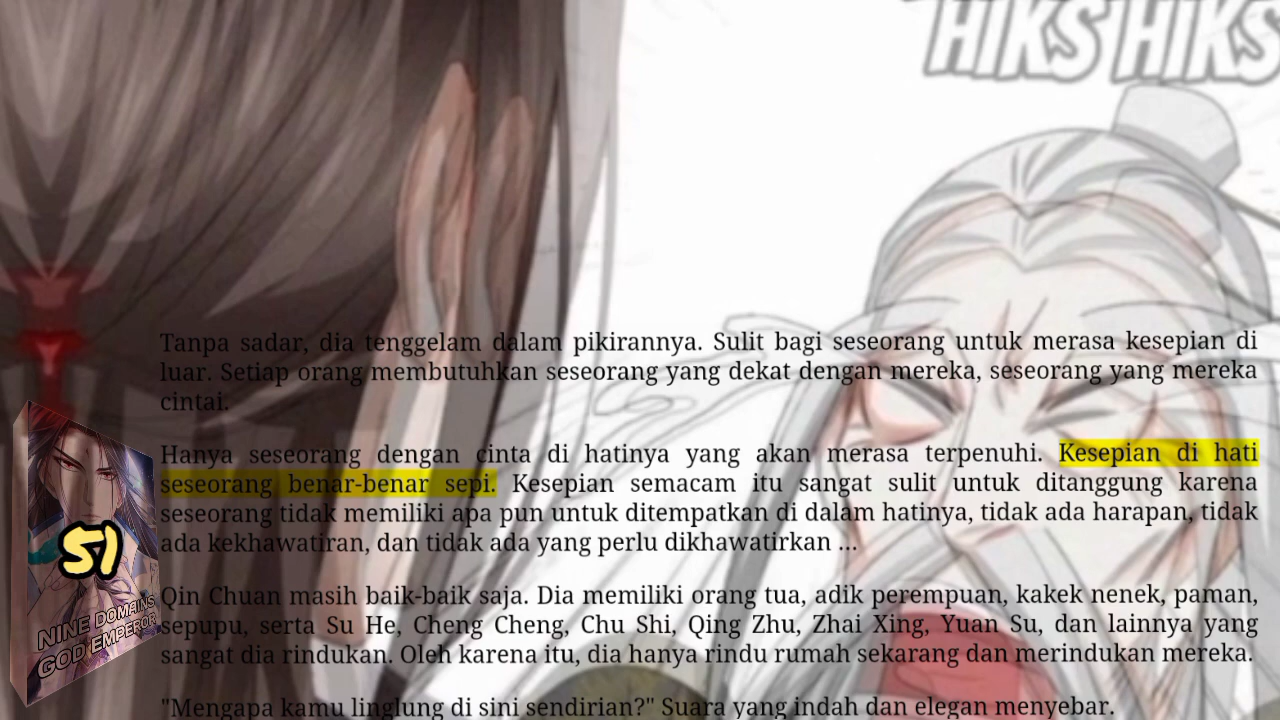 HIKS HIKS
Tanpa sadar, dia tenggelam dalam pikirannya. Sulit bagi seseorang untuk merasa kesepian di
luar. Setiap orang membutuhkan seseorang yang dekat dengan mereka, seseorang yang mereka
cintai.
Hanya seseorang dengan cinta di hatinya yang akan merasa terpenuhi. Kesepian di hati
seseorang benar-benar sepi. Kesepian semacam itu sangat sulit untuk ditanggung karena
seseorang tidak memiliki apa pun untuk ditempatkan di dalam hatinya, tidak ada harapan, tidak
ada kekhawatiran, dan tidak ada yang perlu dikhawatirkan ...
Qin Chuan masih baik-baik saja. Dia memiliki orang tua, adik perempuan, kakek nenek, paman,
sepupu, serta Su He, Cheng Cheng, Chu Shi, Qing Zhu, Zhai Xing, Yuan Su, dan lainnya yang
sangat dia rindukan. Oleh karena itu, dia hanya rindu rumah sekarang dan merindukan mereka.
"Mengapa kamu linglung di sini sendirian?" Suara yang indah dan elegan menyebar.
51
NINE DOMAINS
GOD EMPEROR